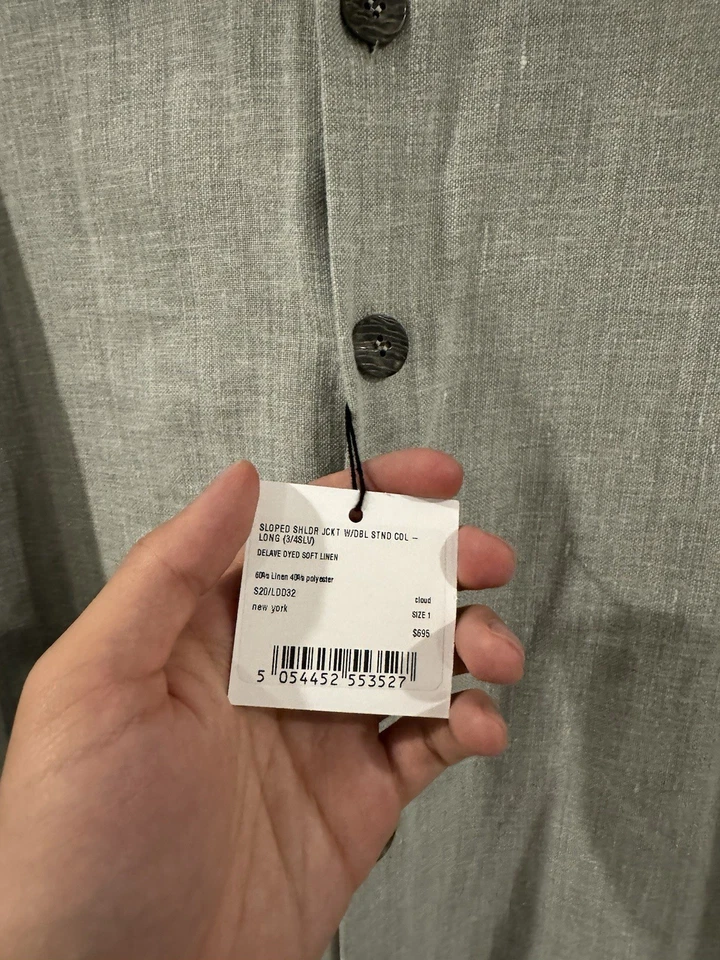 SLOPED SHLDR JCKT W/DBL STND COL –
LONG (3/4SLV)
DELAVE DYED SOFT LINEN
60% Linen 40% polyester
S20/LDD32
cloud
new york
SIZE 1
$695
5 054452 553527